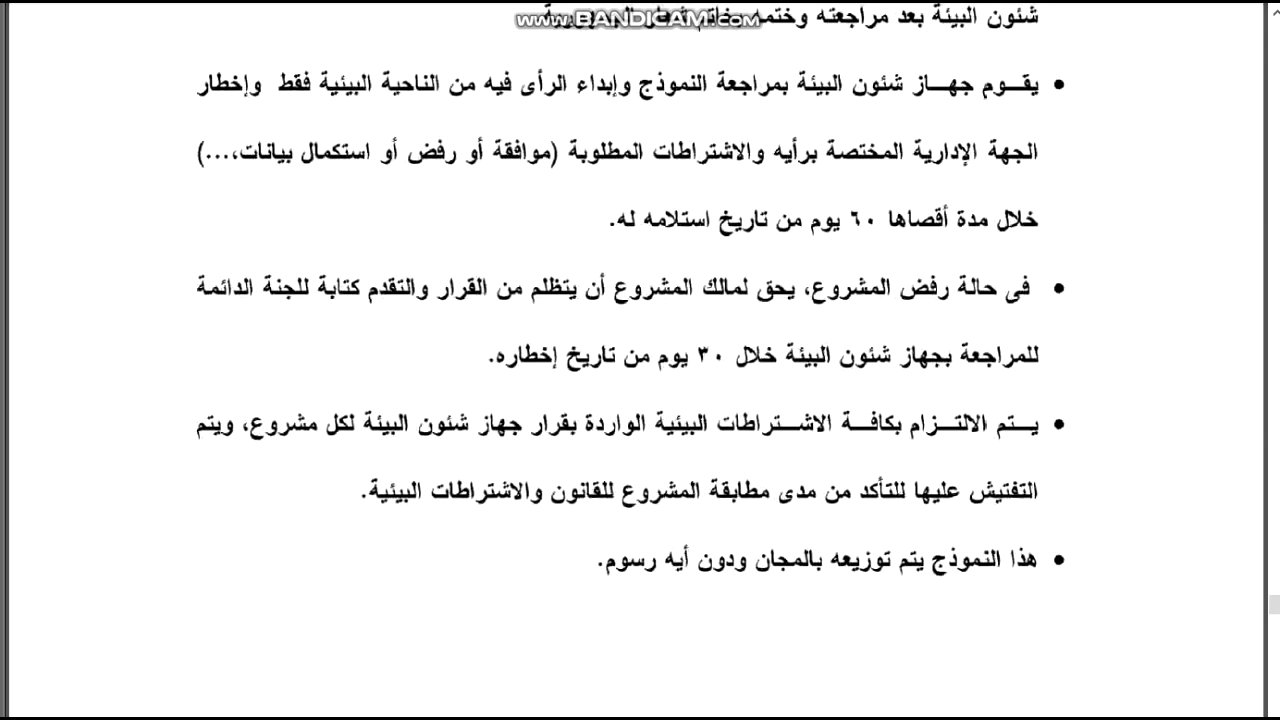 www.BANDICAM.com
شئون البيئة بعد مراجعته وختمه
• يقـــوم جهـــاز شئون البيئة بمراجعة النموذج وإبداء الرأى فيه من الناحية البيئية فقط وإخطار
الجهة الإدارية المختصة برأيه والاشتراطات المطلوبة (موافقة أو رفض أو استكمال بيانات،...)
خلال مدة أقصاها ٦٠ يوم من تاريخ استلامه له.
• فى حالة رفض المشروع، يحق لمالك المشروع أن يتظلم من القرار والتقدم كتابة للجنة الدائمة
للمراجعة بجهاز شئون البيئة خلال ٣٠ يوم من تاريخ إخطاره.
• يـــتم الالتـــزام بكافـــة الاشـــتراطات البيئية الواردة بقرار جهاز شئون البيئة لكل مشروع، ويتم
التفتيش عليها للتأكد من مدى مطابقة المشروع للقانون والاشتراطات البيئية.
• هذا النموذج يتم توزيعه بالمجان ودون أيه رسوم.